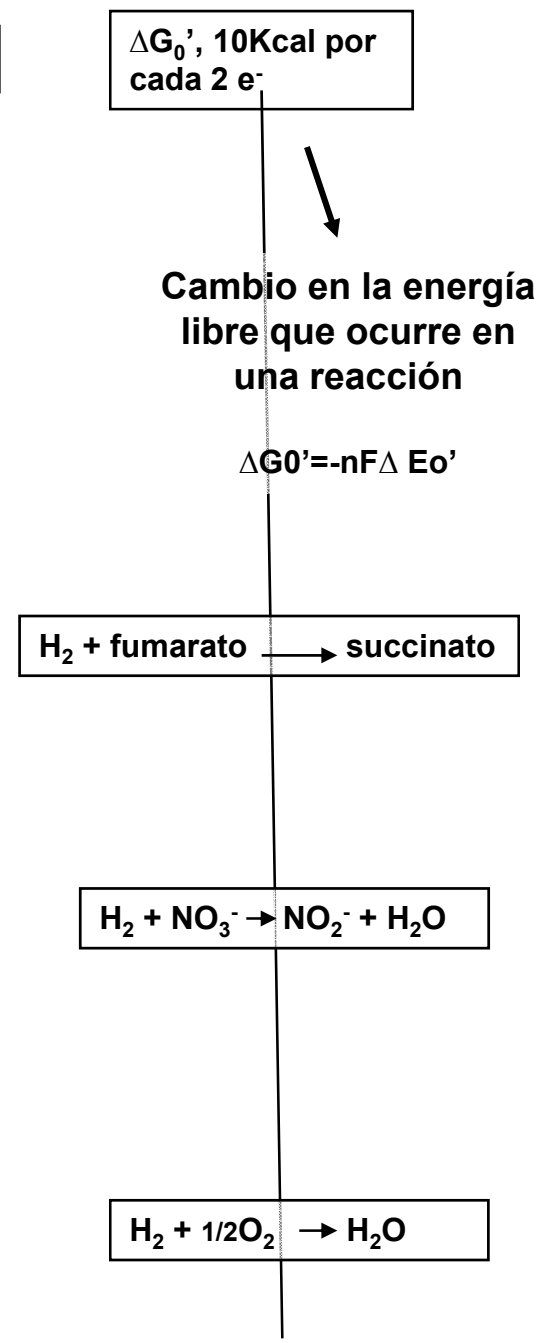 ∆G₀’, 10Kcal por
cada 2 e⁻
Cambio en la energía
libre que ocurre en
una reacción
∆G0’=-nF∆ Eo’
H₂ + fumarato → succinato
H₂ + NO₃⁻ → NO₂⁻ + H₂O
H₂ + 1/2O₂ → H₂O